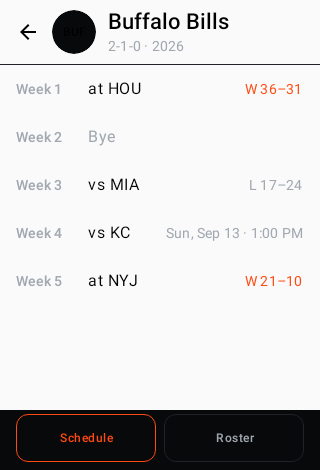 Buffalo Bills
2-1-0 · 2026
Week 1 at HOU W 36–31
Week 2 Bye
Week 3 vs MIA L 17–24
Week 4 vs KC Sun, Sep 13 · 1:00 PM
Week 5 at NYJ W 21–10
Schedule Roster